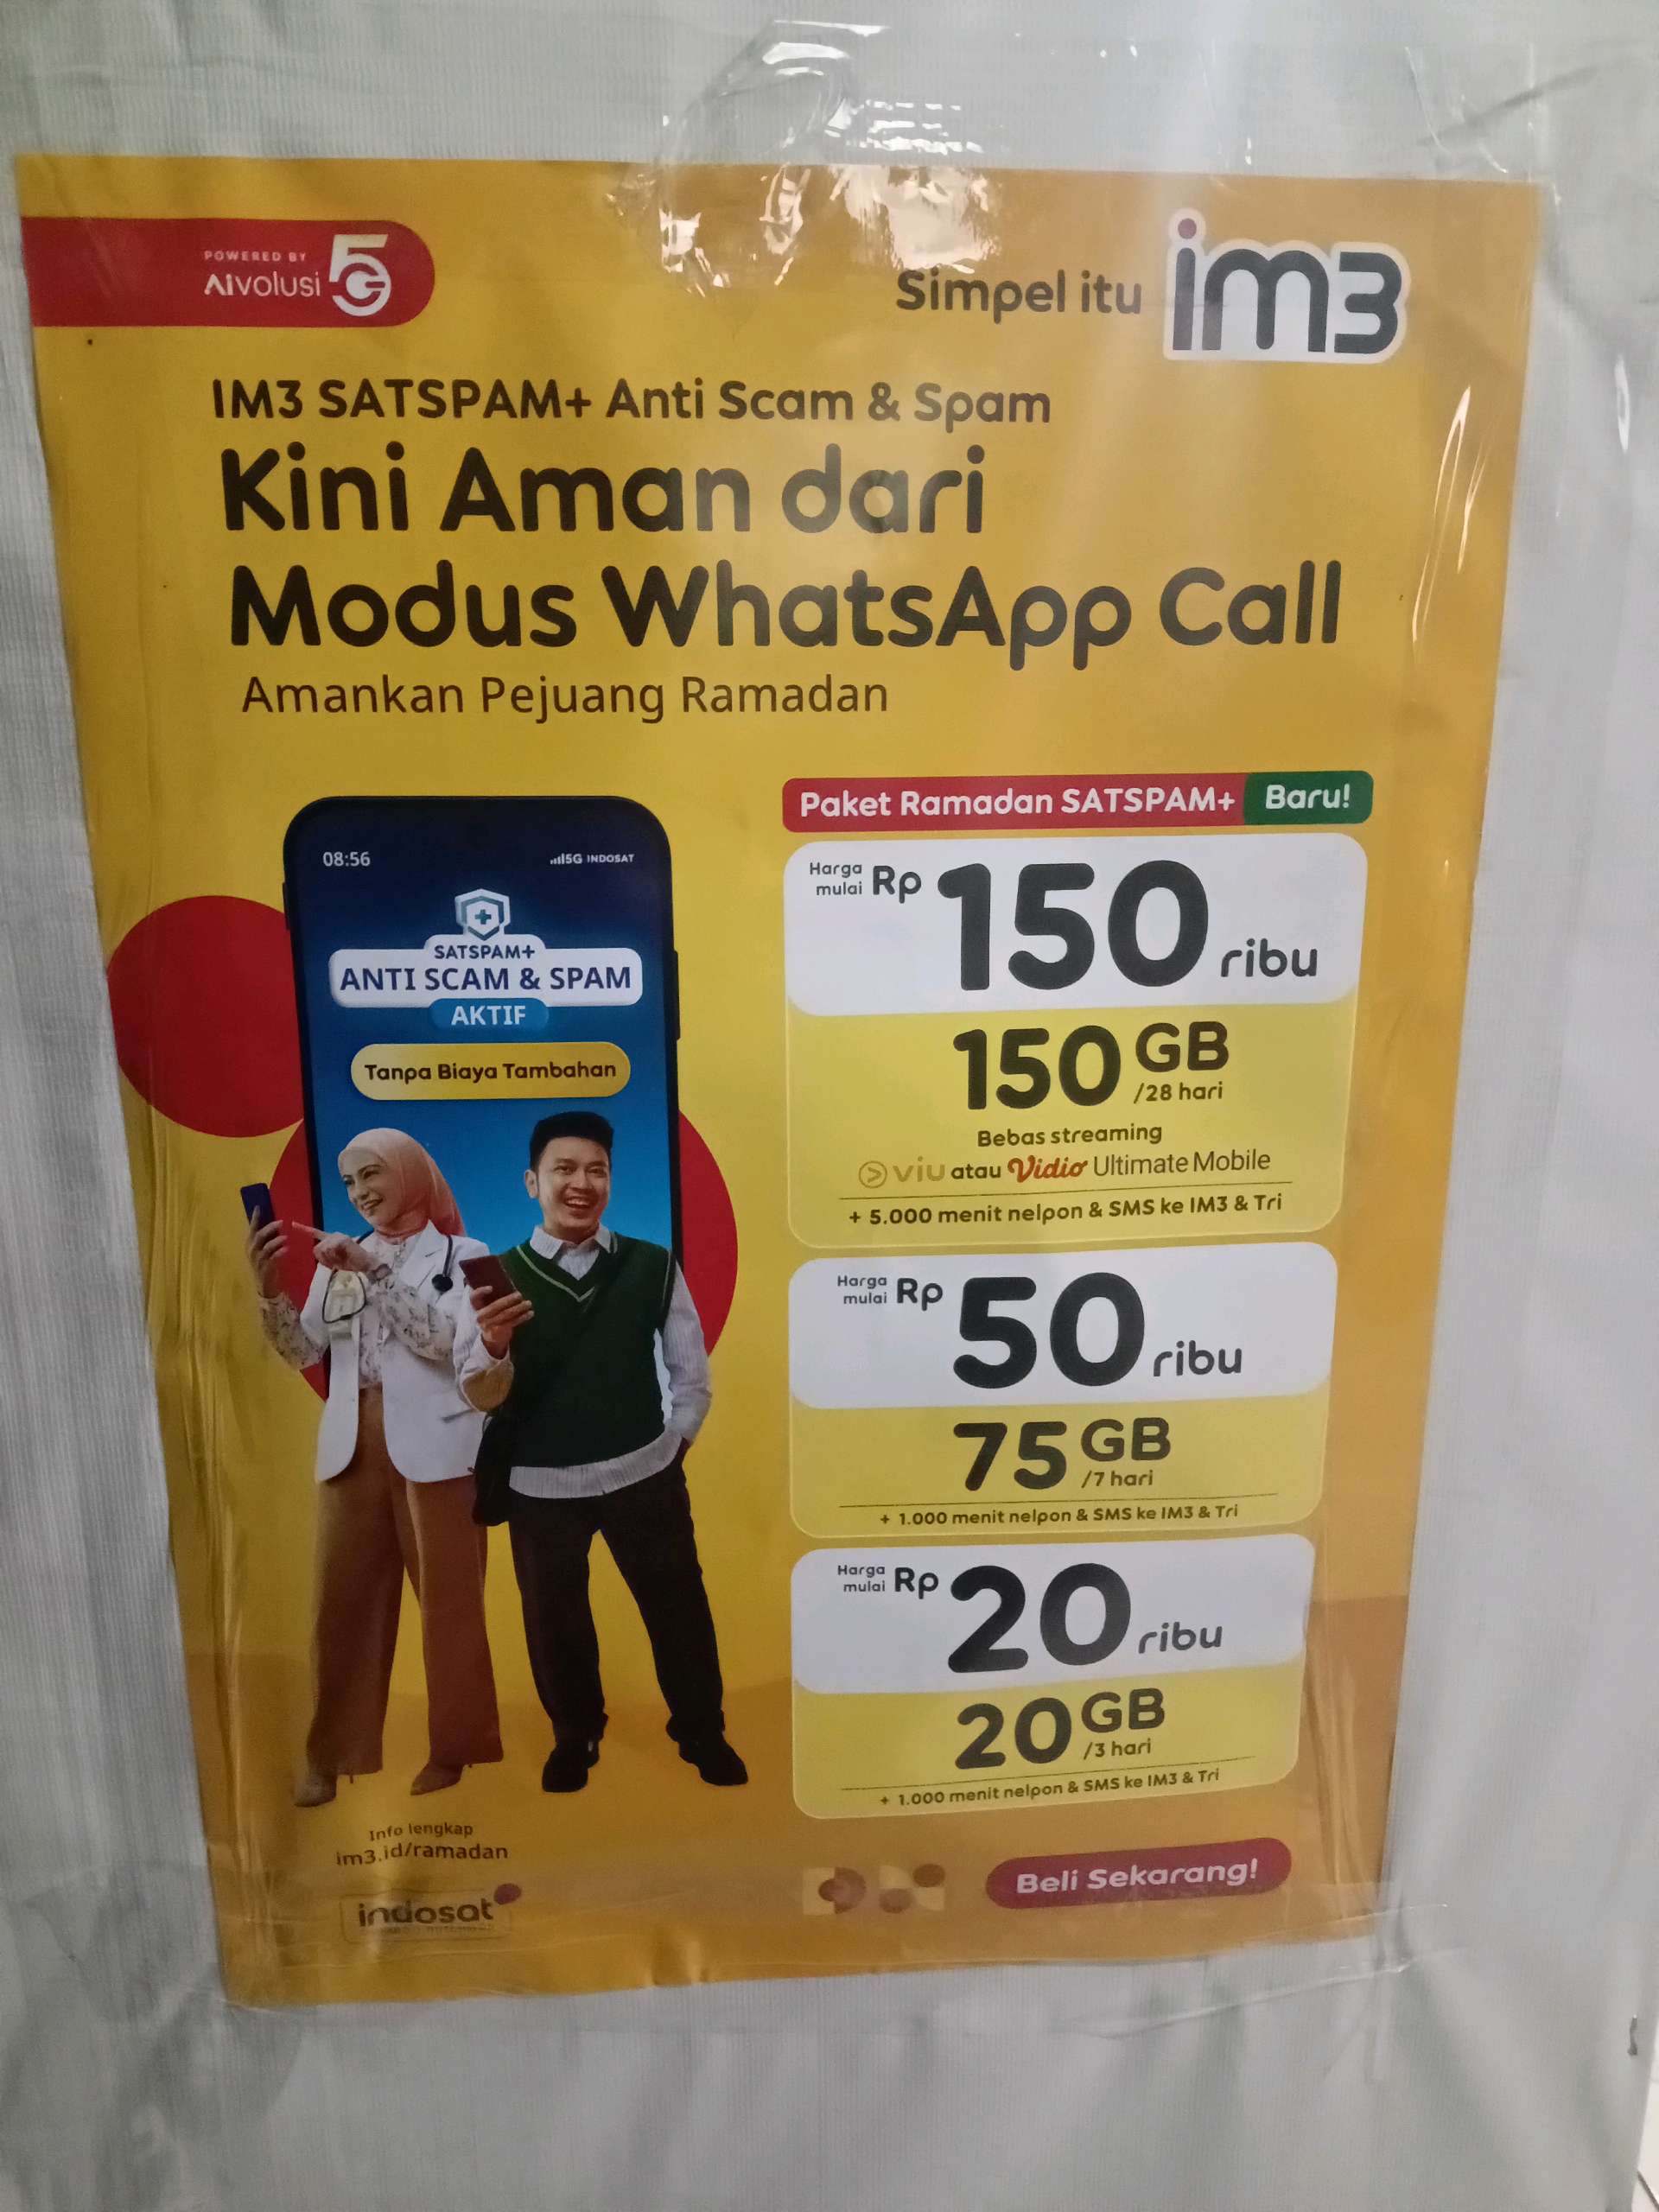 POWERED BY
AIvolusi 5G
Simpel itu im3
IM3 SATSPAM+ Anti Scam & Spam
Kini Aman dari
Modus WhatsApp Call
Amankan Pejuang Ramadan
08:56
5G INDOSAT
SATSPAM+
ANTI SCAM & SPAM
AKTIF
Tanpa Biaya Tambahan
Paket Ramadan SATSPAM+ Baru!
Harga mulai Rp 150 ribu
150 GB
/28 hari
Bebas streaming
viu atau Vidio Ultimate Mobile
+ 5.000 menit nelpon & SMS ke IM3 & Tri
Harga mulai Rp 50 ribu
75 GB
/7 hari
+ 1.000 menit nelpon & SMS ke IM3 & Tri
Harga mulai Rp 20 ribu
20 GB
/3 hari
+ 1.000 menit nelpon & SMS ke IM3 & Tri
Info lengkap
im3.id/ramadan
indosat
Beli Sekarang!